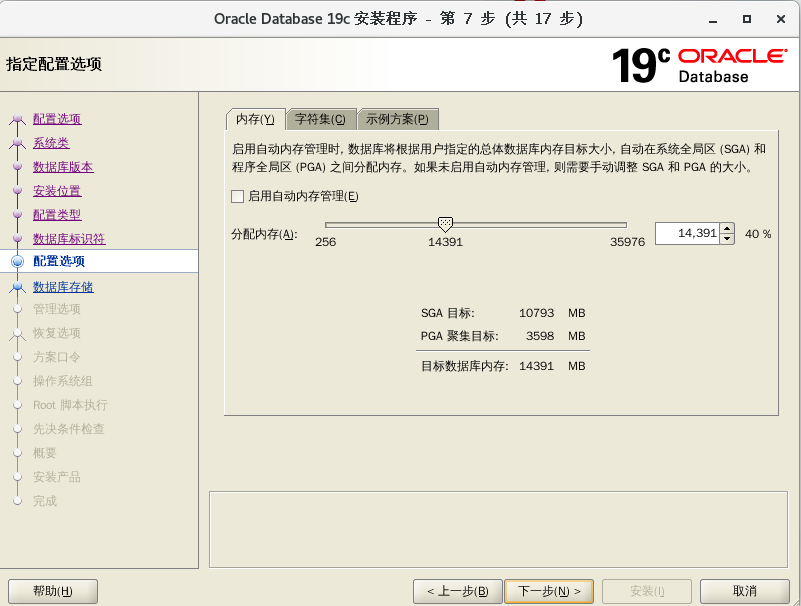 Oracle Database 19c 安装程序 - 第 7 步 (共 17 步)
指定配置选项
19c ORACLE
Database
配置选项
系统类
数据库版本
安装位置
配置类型
数据库标识符
配置选项
数据库存储
管理选项
恢复选项
方案口令
操作系统组
Root 脚本执行
先决条件检查
概要
安装产品
完成
内存(Y) 字符集(C) 示例方案(P)
启用自动内存管理时, 数据库将根据用户指定的总体数据库内存目标大小, 自动在系统全局区 (SGA) 和
程序全局区 (PGA) 之间分配内存。如果未启用自动内存管理, 则需要手动调整 SGA 和 PGA 的大小。
启用自动内存管理(E)
分配内存(A):
256 14391 35976
14,391 40 %
SGA 目标: 10793 MB
PGA 聚集目标: 3598 MB
目标数据库内存: 14391 MB
帮助(H) < 上一步(B) 下一步(N) > 安装(I) 取消